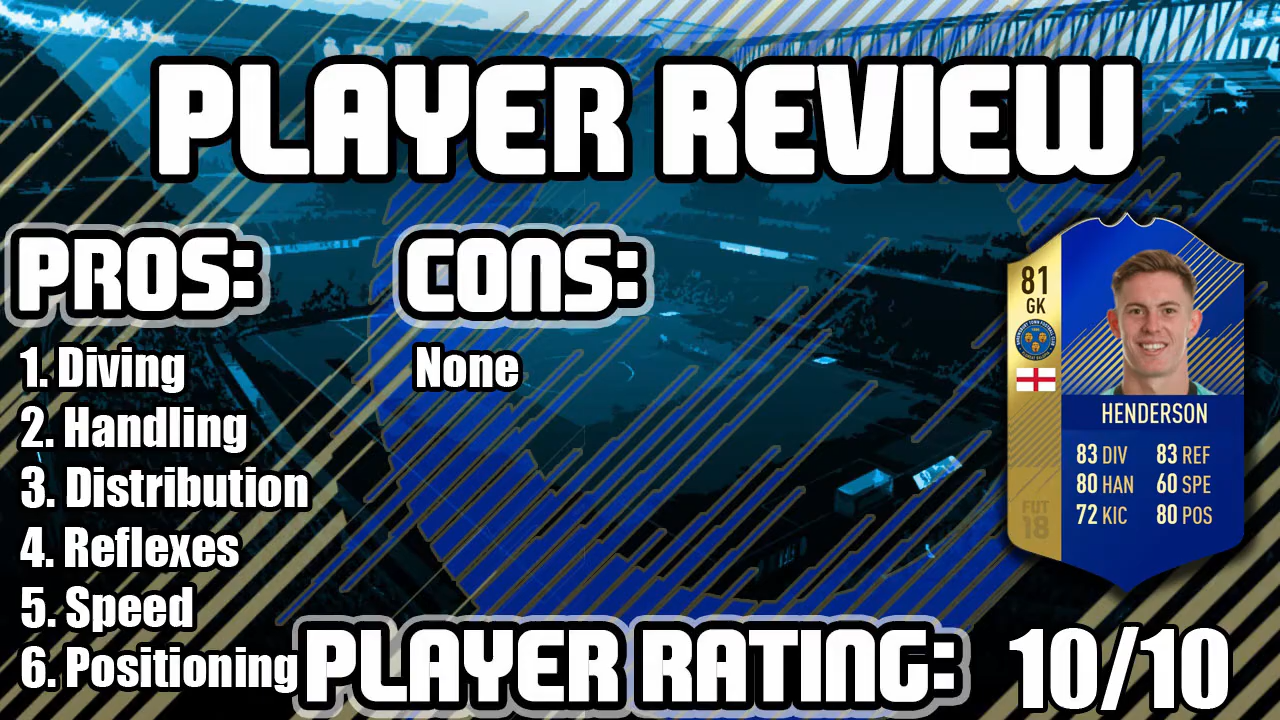 PLAYER REVIEW
PROS:
1. Diving
2. Handling
3. Distribution
4. Reflexes
5. Speed
6. Positioning
CONS:
None
81
GK
HENDERSON
83 DIV 83 REF
80 HAN 60 SPE
72 KIC 80 POS
FUT
18
PLAYER RATING: 10/10